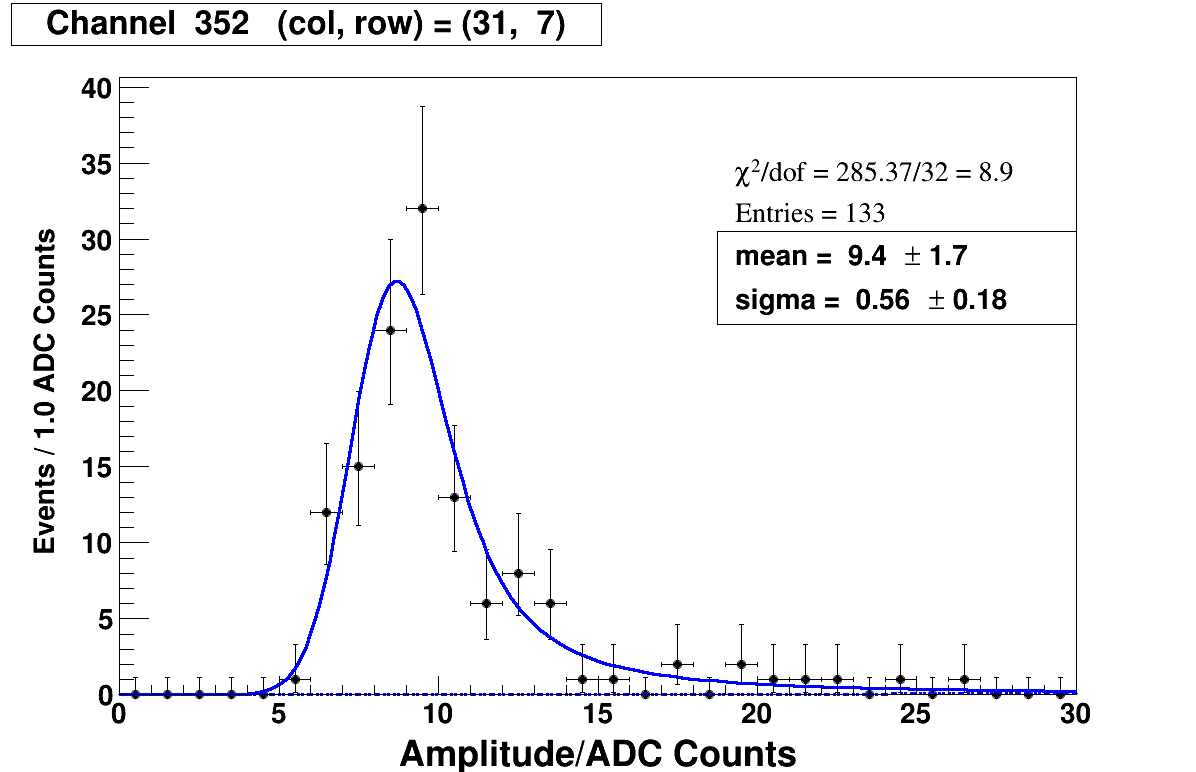 Channel 352 (col, row) = (31, 7)
40
35
30
25
20
15
10
5
0
Events / 1.0 ADC Counts
χ²/dof = 285.37/32 = 8.9
Entries = 133
mean = 9.4 ± 1.7
sigma = 0.56 ± 0.18
0 5 10 15 20 25 30
Amplitude/ADC Counts